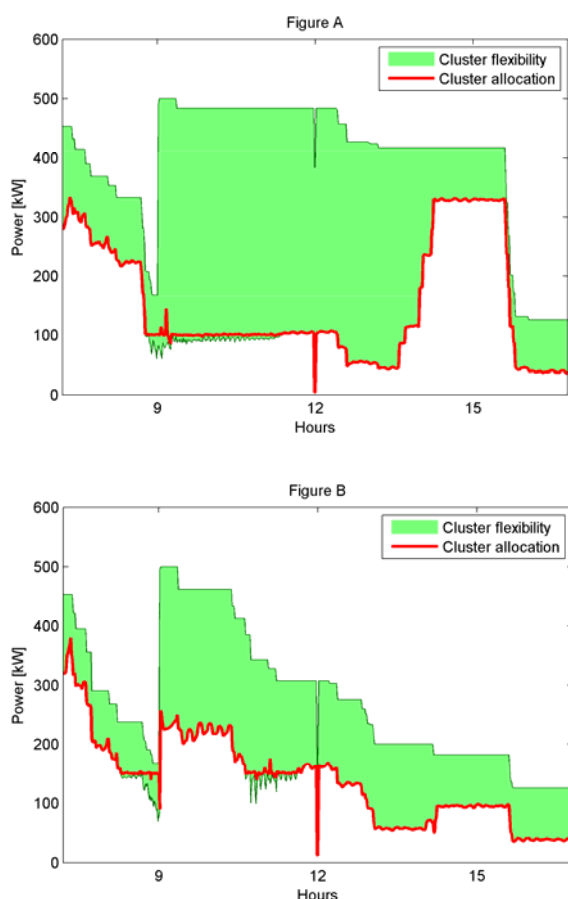 Figure A
600
500
400
300
200
100
0
Power [kW]
Cluster flexibility
Cluster allocation
9
12
15
Hours
Figure B
600
500
400
300
200
100
0
Power [kW]
Cluster flexibility
Cluster allocation
9
12
15
Hours